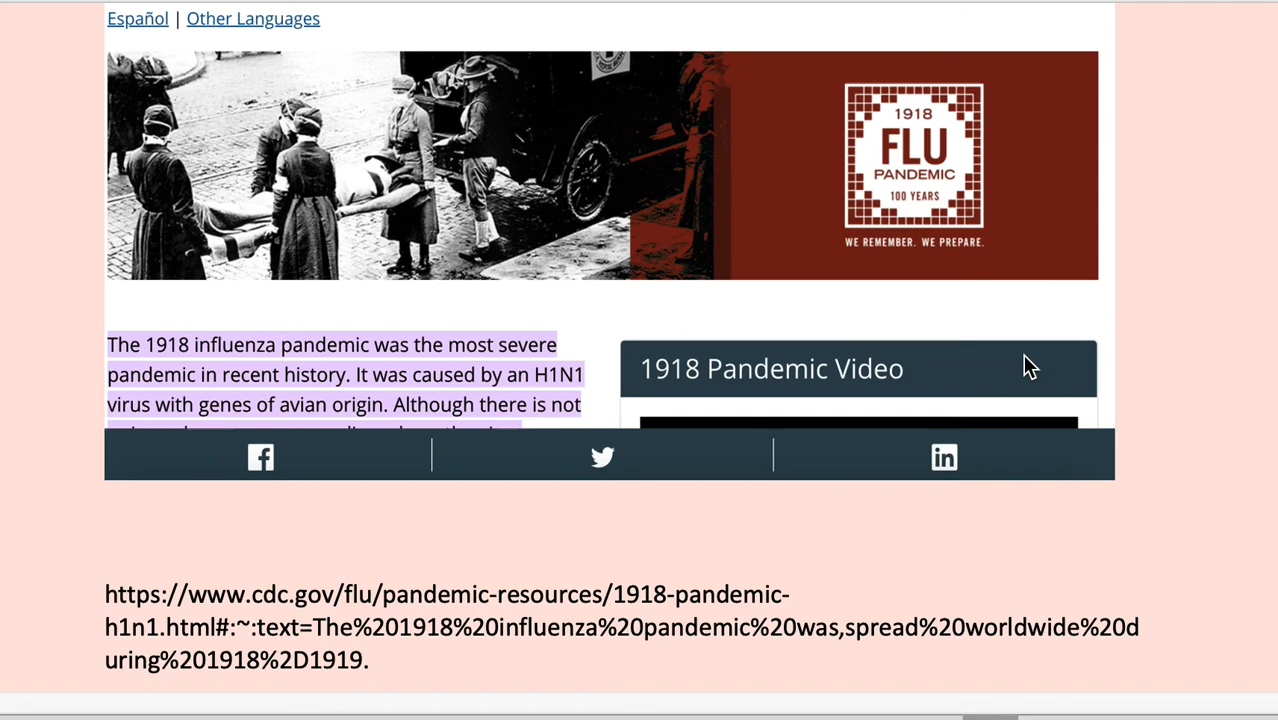 Español | Other Languages
1918
FLU
PANDEMIC
100 YEARS
WE REMEMBER. WE PREPARE.
The 1918 influenza pandemic was the most severe
pandemic in recent history. It was caused by an H1N1
virus with genes of avian origin. Although there is not
1918 Pandemic Video
https://www.cdc.gov/flu/pandemic-resources/1918-pandemic-
h1n1.html#:~:text=The%201918%20influenza%20pandemic%20was,spread%20worldwide%20d
uring%201918%2D1919.